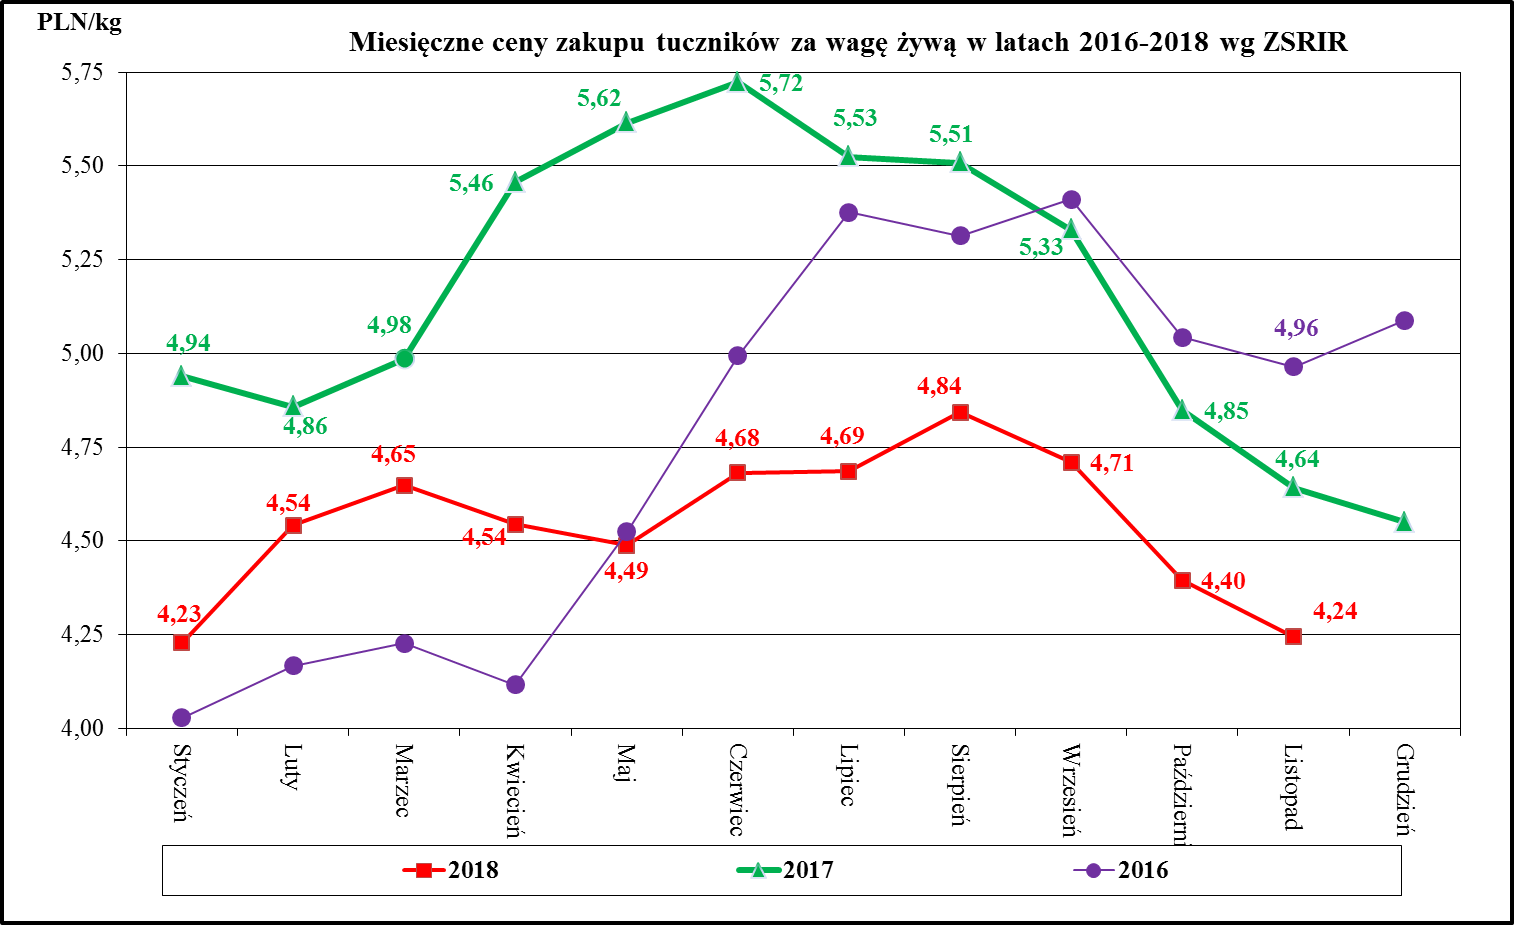 PLN/kg
Miesięczne ceny zakupu tuczników za wagę żywą w latach 2016-2018 wg ZSRIR
5,75
5,50
5,25
5,00
4,75
4,50
4,25
4,00
4,94
4,86
4,98
5,46
5,62
5,72
5,53
5,51
5,33
4,85
4,64
4,96
4,23
4,54
4,65
4,54
4,49
4,68
4,69
4,84
4,71
4,40
4,24
Styczeń
Luty
Marzec
Kwiecień
Maj
Czerwiec
Lipiec
Sierpień
Wrzesień
Październi
Listopad
Grudzień
2018
2017
2016